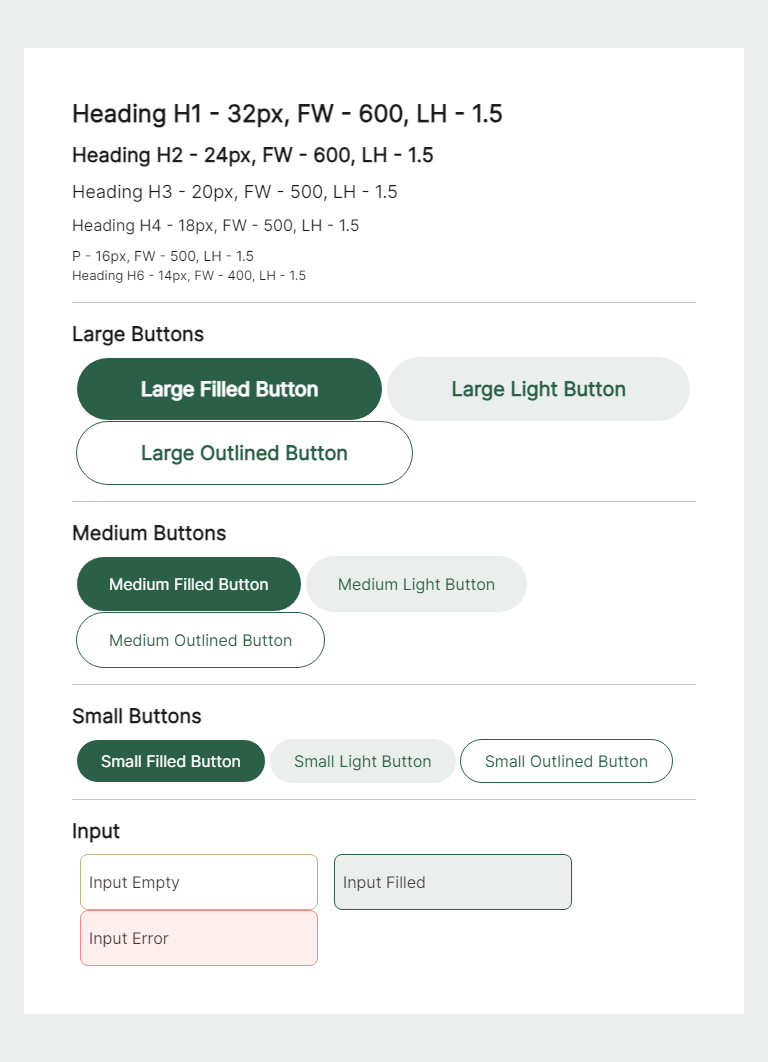 Heading H1 - 32px, FW - 600, LH - 1.5
Heading H2 - 24px, FW - 600, LH - 1.5
Heading H3 - 20px, FW - 500, LH - 1.5
Heading H4 - 18px, FW - 500, LH - 1.5
P - 16px, FW - 500, LH - 1.5
Heading H6 - 14px, FW - 400, LH - 1.5
Large Buttons
Large Filled Button
Large Light Button
Large Outlined Button
Medium Buttons
Medium Filled Button
Medium Light Button
Medium Outlined Button
Small Buttons
Small Filled Button
Small Light Button
Small Outlined Button
Input
Input Empty
Input Filled
Input Error